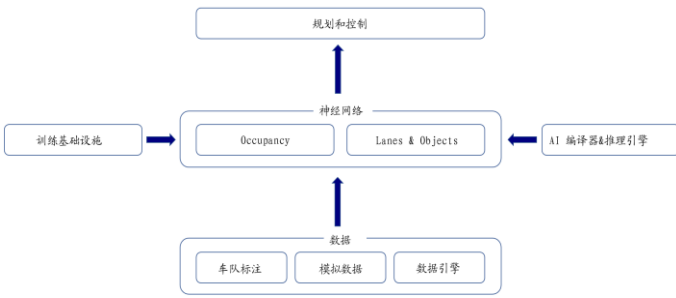 规划和控制
神经网络
训练基础设施
Occupancy
Lanes & Objects
AI 编译器&推理引擎
数据
车队标注
模拟数据
数据引擎